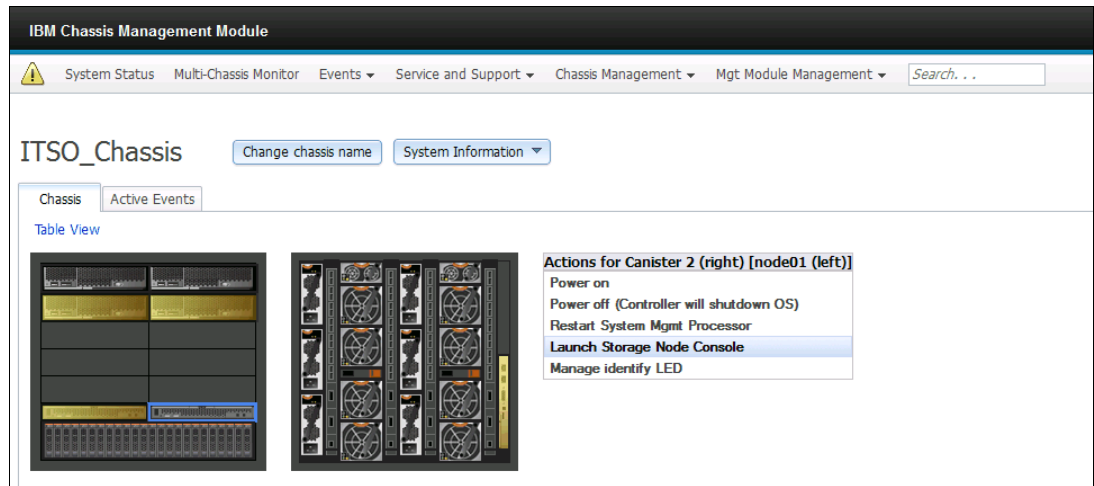 IBM Chassis Management Module
System Status Multi-Chassis Monitor Events Service and Support Chassis Management Mgt Module Management Search. . .
ITSO_Chassis Change chassis name System Information
Chassis Active Events
Table View
Actions for Canister 2 (right) [node01 (left)]
Power on
Power off (Controller will shutdown OS)
Restart System Mgmt Processor
Launch Storage Node Console
Manage identify LED